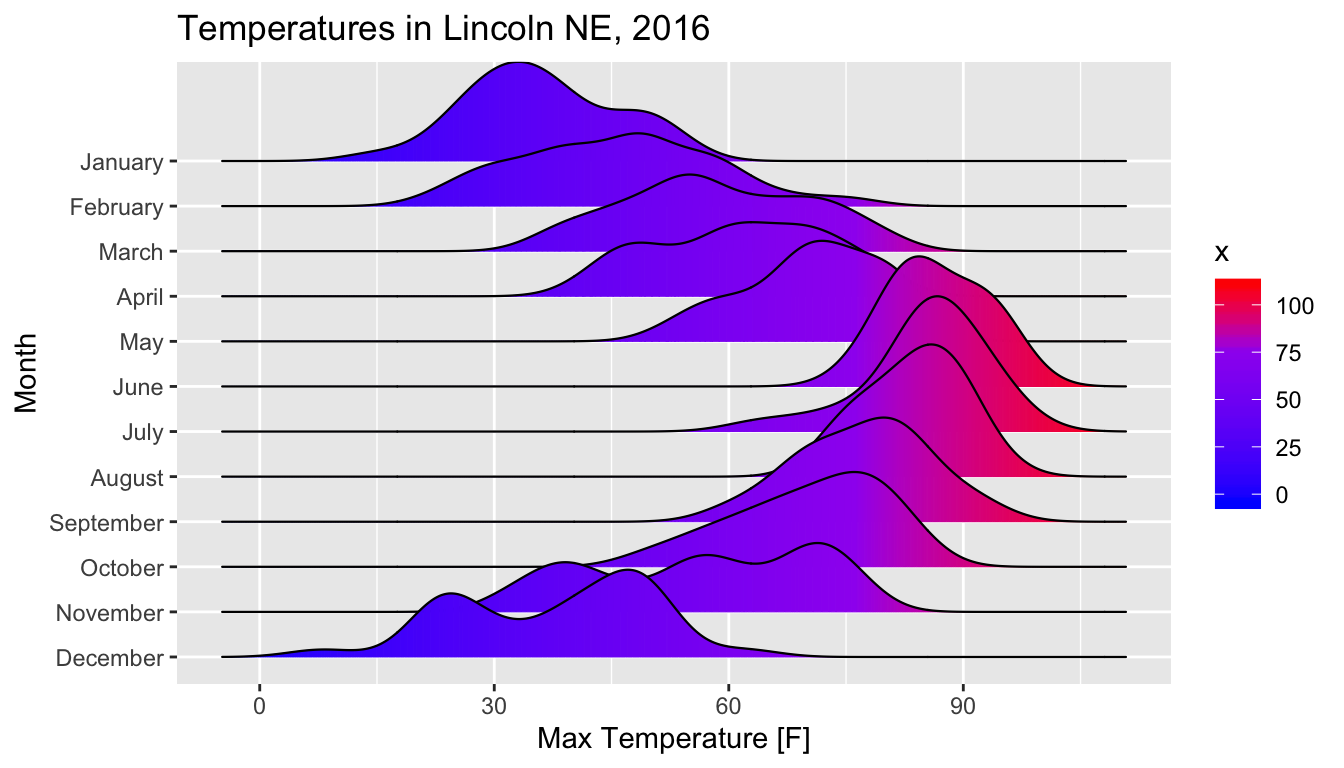 Temperatures in Lincoln NE, 2016
Month
January
February
March
April
May
June
July
August
September
October
November
December
0 30 60 90
Max Temperature [F]
x
100
75
50
25
0